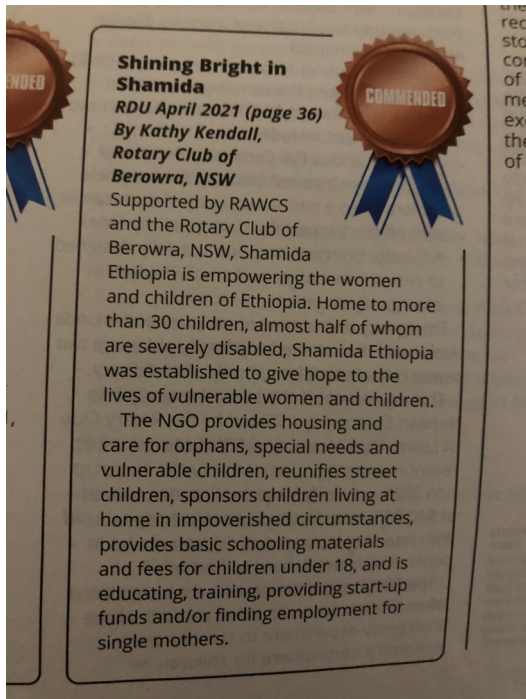 ENDED
COMMENDED
Shining Bright in
Shamida
RDU April 2021 (page 36)
By Kathy Kendall,
Rotary Club of
Berowra, NSW
Supported by RAWCS
and the Rotary Club of
Berowra, NSW, Shamida
Ethiopia is empowering the women
and children of Ethiopia. Home to more
than 30 children, almost half of whom
are severely disabled, Shamida Ethiopia
was established to give hope to the
lives of vulnerable women and children.
The NGO provides housing and
care for orphans, special needs and
vulnerable children, reunifies street
children, sponsors children living at
home in impoverished circumstances,
provides basic schooling materials
and fees for children under 18, and is
educating, training, providing start-up
funds and/or finding employment for
single mothers.
rec
sto
of
me
the
of